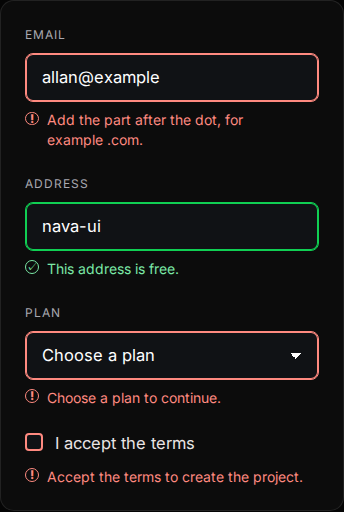 EMAIL
allan@example
Add the part after the dot, for
example .com.
ADDRESS
nava-ui
This address is free.
PLAN
Choose a plan
Choose a plan to continue.
I accept the terms
Accept the terms to create the project.